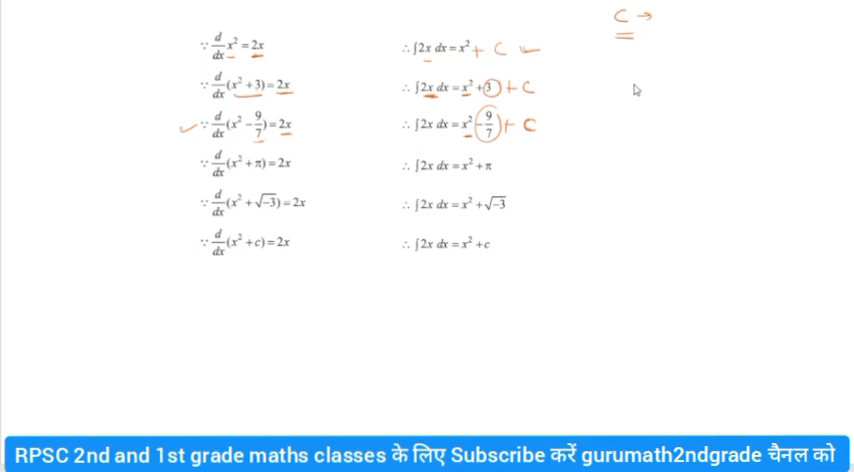 C →
∵ d/dx x² = 2x ∴ ∫2x dx = x² + C
∵ d/dx (x² + 3) = 2x ∴ ∫2x dx = x² + 3 + C
∵ d/dx (x² − 9/7) = 2x ∴ ∫2x dx = x² − 9/7 + C
∵ d/dx (x² + π) = 2x ∴ ∫2x dx = x² + π
∵ d/dx (x² + √−3) = 2x ∴ ∫2x dx = x² + √−3
∵ d/dx (x² + c) = 2x ∴ ∫2x dx = x² + c
RPSC 2nd and 1st grade maths classes के लिए Subscribe करें gurumath2ndgrade चैनल को